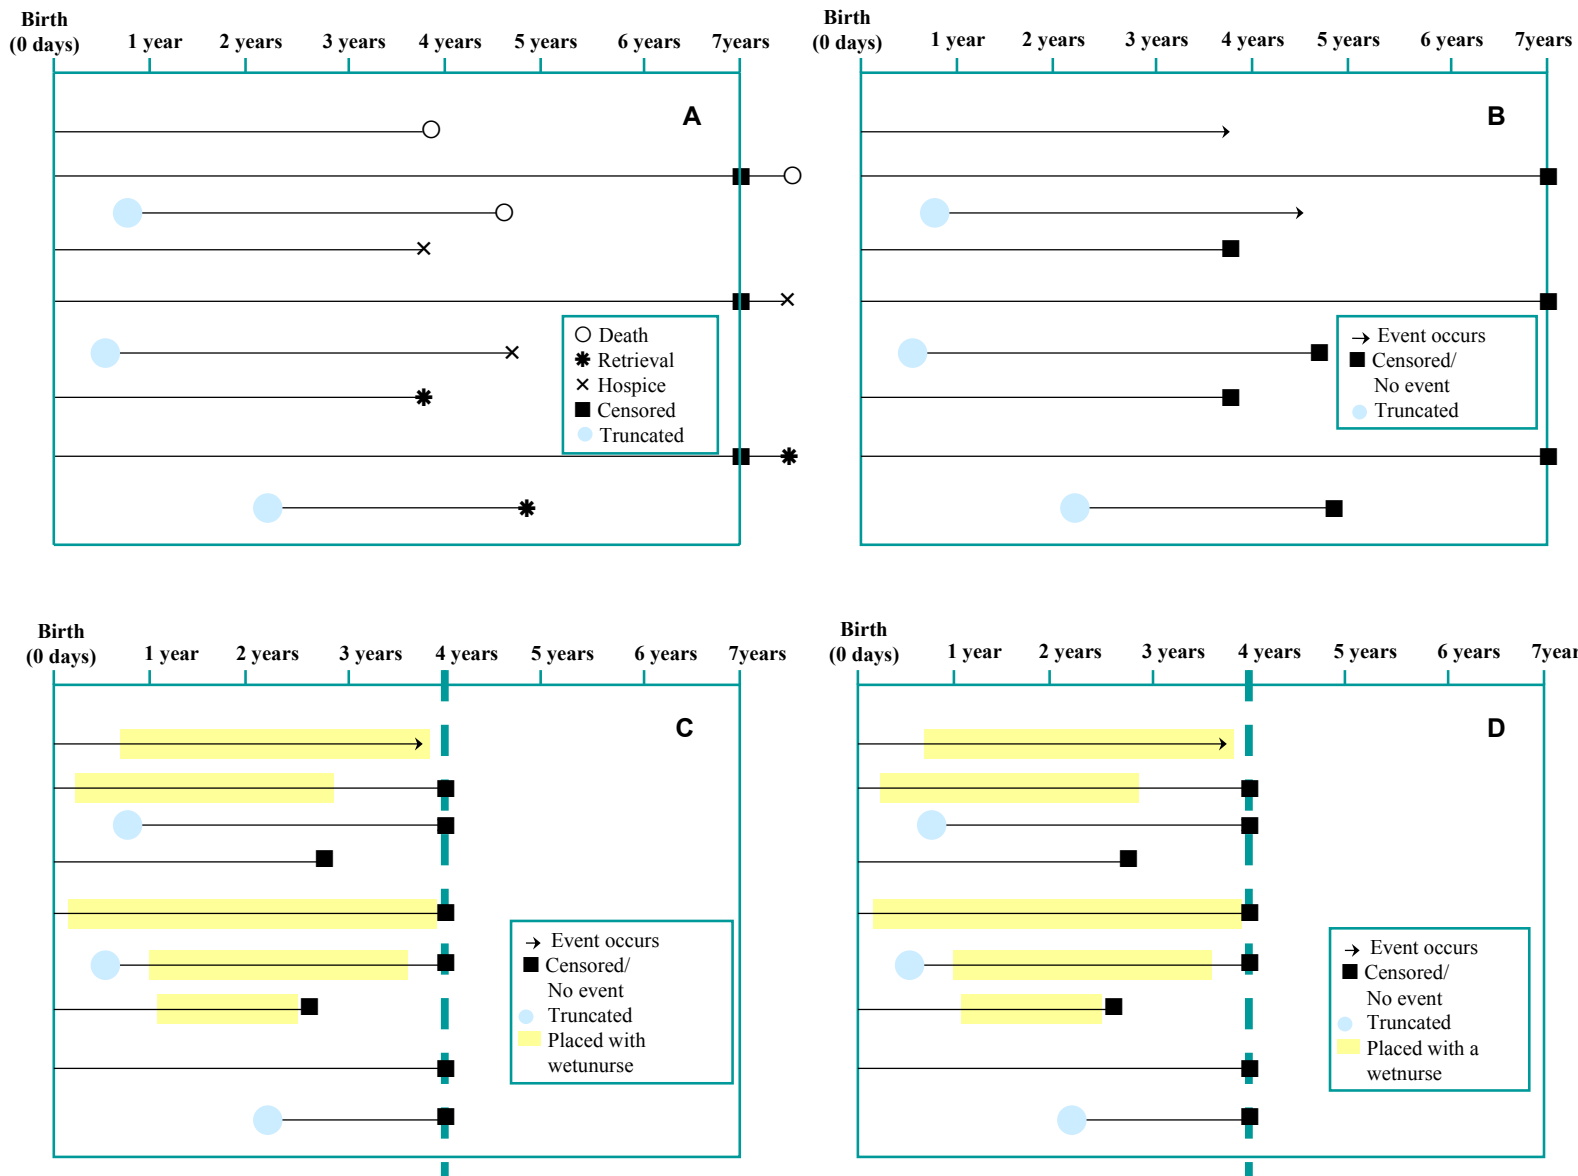 Birth
(0 days) 1 year 2 years 3 years 4 years 5 years 6 years 7years
A
Death
Retrieval
Hospice
Censored
Truncated
Birth
(0 days) 1 year 2 years 3 years 4 years 5 years 6 years 7years
B
Event occurs
Censored/
No event
Truncated
Birth
(0 days) 1 year 2 years 3 years 4 years 5 years 6 years 7years
C
Event occurs
Censored/
No event
Truncated
Placed with
wetunurse
Birth
(0 days) 1 year 2 years 3 years 4 years 5 years 6 years 7year
D
Event occurs
Censored/
No event
Truncated
Placed with a
wetnurse